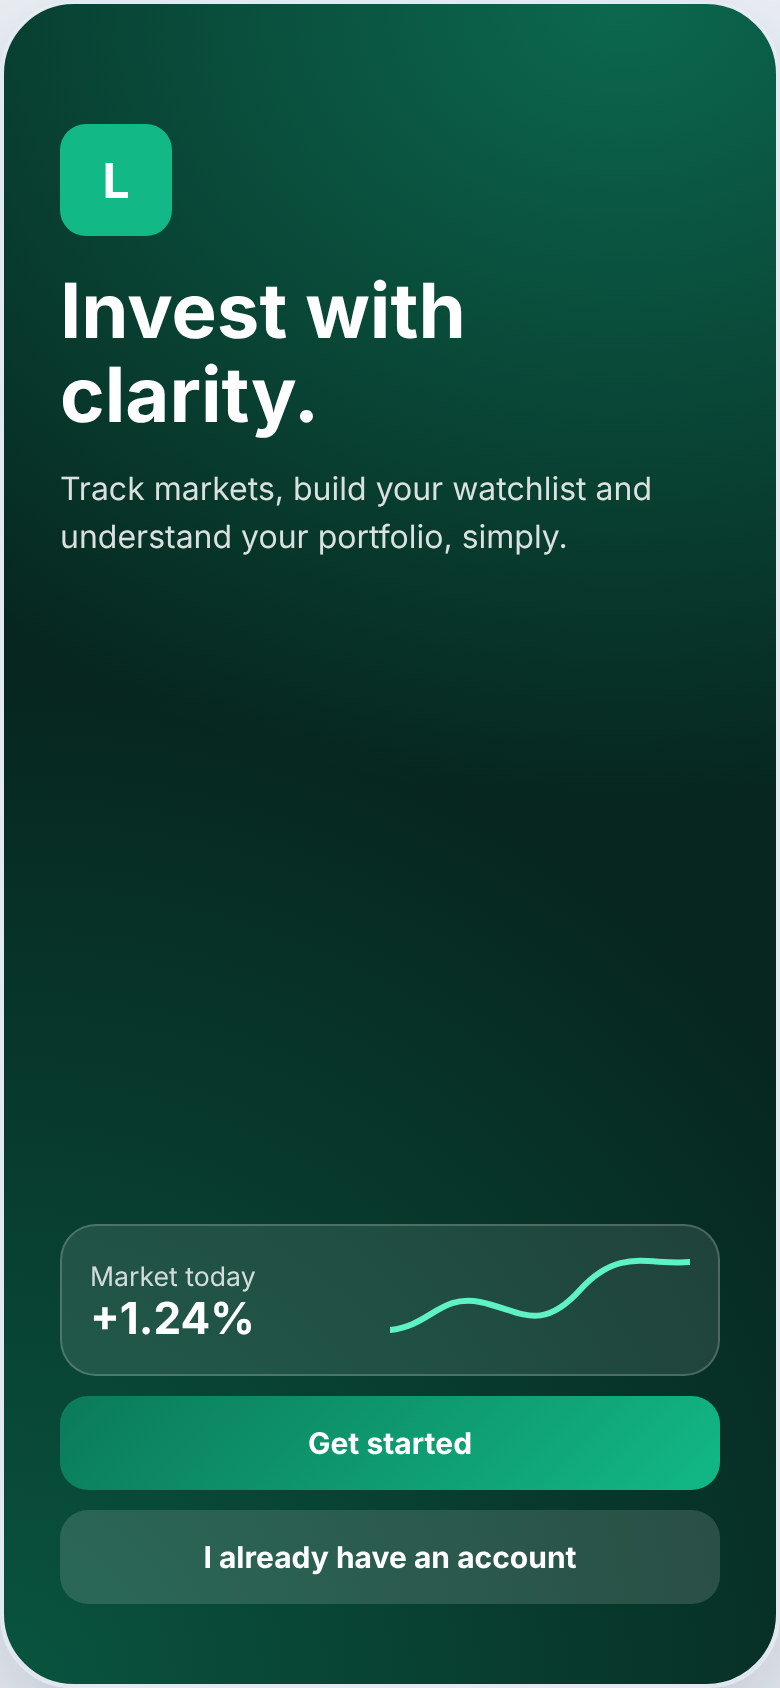 L
Invest with
clarity.
Track markets, build your watchlist and
understand your portfolio, simply.
Market today
+1.24%
Get started
I already have an account